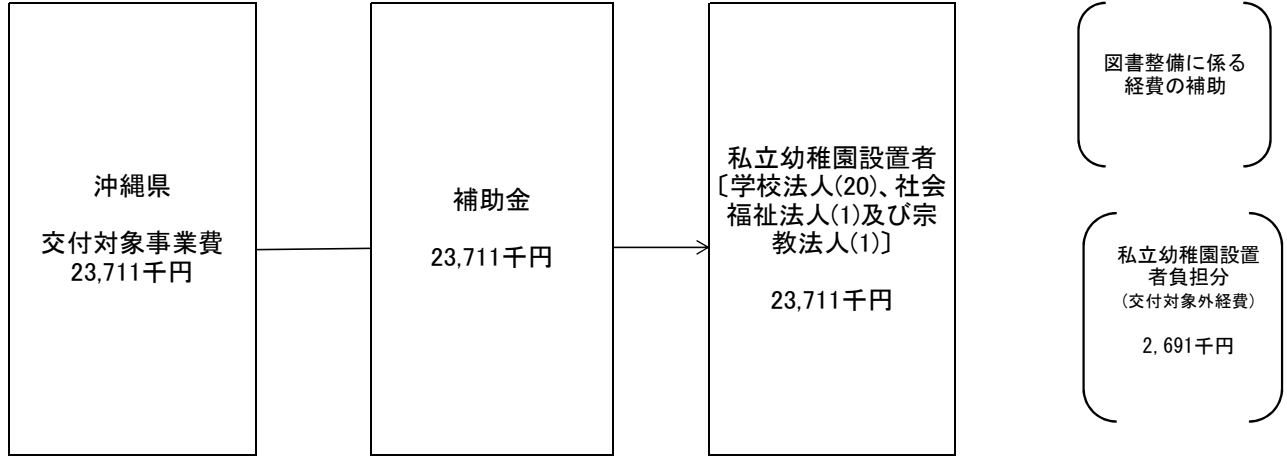 沖縄県
交付対象事業費
23,711千円
補助金
23,711千円
私立幼稚園設置者
〔学校法人(20)、社会
福祉法人(1)及び宗
教法人(1)〕
23,711千円
図書整備に係る
経費の補助
私立幼稚園設置
者負担分
（交付対象外経費）
2,691千円